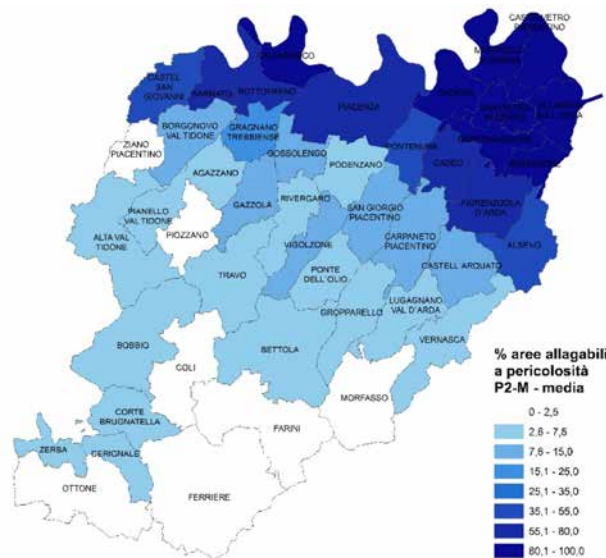 CASTELVETRO
PIACENTINO
CASTEL
SAN
GIOVANNI
SARMATO
ROTTOFRENO
PIACENZA
BORGONOVO
VAL TIDONE
GRAGNANO
TREBBIENSE
PONTENURE
ZIANO
PIACENTINO
GOSSOLENGO
PODENZANO
CADEO
AGAZZANO
FIORENZUOLA
D'ARDA
PIANELLO
VAL TIDONE
GAZZOLA
RIVERGARO
SAN GIORGIO
PIACENTINO
ALTA VAL
TIDONE
PIOZZANO
VIGOLZONE
CARPANETO
PIACENTINO
ALSENO
TRAVO
PONTE
DELL'OLIO
CASTELL'ARQUATO
GROPPARELLO
LUGAGNANO
VAL D'ARDA
VERNASCA
BOBBIO
BETTOLA
COLI
MORFASSO
CORTE
BRUGNATELLA
FARINI
ZERBA
CERIGNALE
OTTONE
FERRIERE
% aree allagabili
a pericolosità
P2-M - media
0 - 2,5
2,6 - 7,5
7,6 - 15,0
15,1 - 25,0
25,1 - 35,0
35,1 - 55,0
55,1 - 80,0
80,1 - 100,0